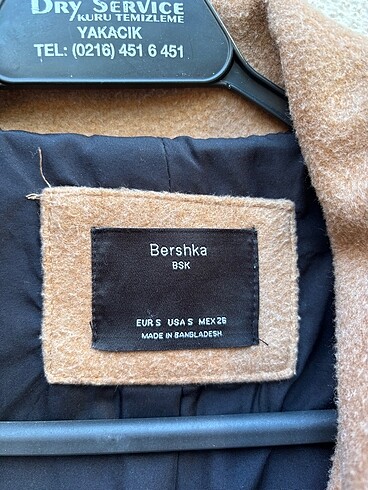 DRY SERVICE
KURU TEMİZLEME
YAKACIK
TEL: (0216) 451 6 451
Bershka
BSK
EUR S USA S MEX 26
MADE IN BANGLADESH